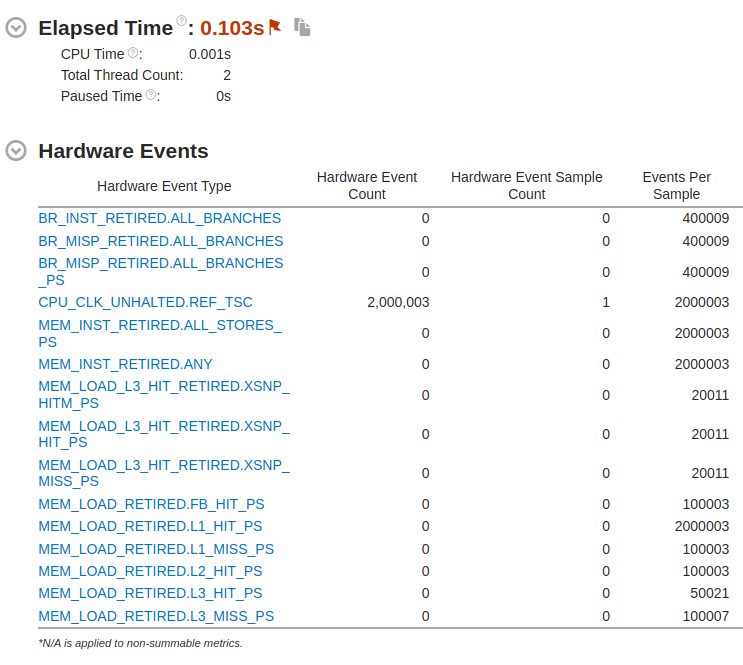 Elapsed Time ?: 0.103s
CPU Time ?: 0.001s
Total Thread Count: 2
Paused Time ?: 0s
Hardware Events
Hardware Event Type Hardware Event Count Hardware Event Sample Count Events Per Sample
BR_INST_RETIRED.ALL_BRANCHES 0 0 400009
BR_MISP_RETIRED.ALL_BRANCHES 0 0 400009
BR_MISP_RETIRED.ALL_BRANCHES_PS 0 0 400009
CPU_CLK_UNHALTED.REF_TSC 2,000,003 1 2000003
MEM_INST_RETIRED.ALL_STORES_PS 0 0 2000003
MEM_INST_RETIRED.ANY 0 0 2000003
MEM_LOAD_L3_HIT_RETIRED.XSNP_HITM_PS 0 0 20011
MEM_LOAD_L3_HIT_RETIRED.XSNP_HIT_PS 0 0 20011
MEM_LOAD_L3_HIT_RETIRED.XSNP_MISS_PS 0 0 20011
MEM_LOAD_RETIRED.FB_HIT_PS 0 0 100003
MEM_LOAD_RETIRED.L1_HIT_PS 0 0 2000003
MEM_LOAD_RETIRED.L1_MISS_PS 0 0 100003
MEM_LOAD_RETIRED.L2_HIT_PS 0 0 100003
MEM_LOAD_RETIRED.L3_HIT_PS 0 0 50021
MEM_LOAD_RETIRED.L3_MISS_PS 0 0 100007
*N/A is applied to non-summable metrics.